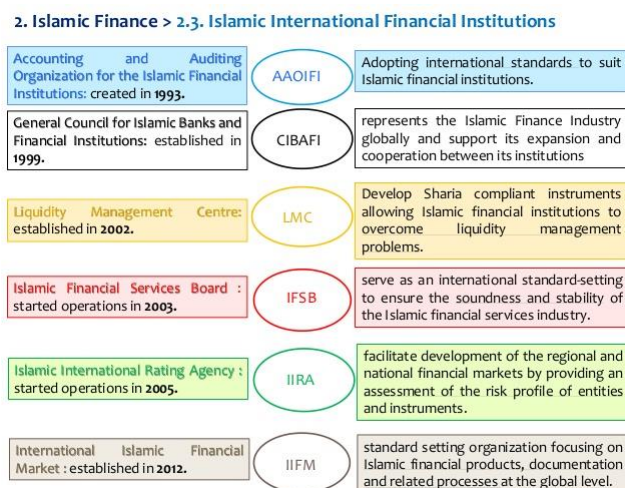 2. Islamic Finance > 2.3. Islamic International Financial Institutions
Accounting and Auditing
Organization for the Islamic Financial
Institutions: created in 1993.
AAOIFI
Adopting international standards to suit
Islamic financial institutions.
General Council for Islamic Banks and
Financial Institutions: established in
1999.
CIBAFI
represents the Islamic Finance Industry
globally and support its expansion and
cooperation between its institutions
Liquidity Management Centre:
established in 2002.
LMC
Develop Sharia compliant instruments
allowing Islamic financial institutions to
overcome liquidity management
problems.
Islamic Financial Services Board :
started operations in 2003.
IFSB
serve as an international standard-setting
to ensure the soundness and stability of
the Islamic financial services industry.
Islamic International Rating Agency :
started operations in 2005.
IIRA
facilitate development of the regional and
national financial markets by providing an
assessment of the risk profile of entities
and instruments.
International Islamic Financial
Market : established in 2012.
IIFM
standard setting organization focusing on
Islamic financial products, documentation
and related processes at the global level.